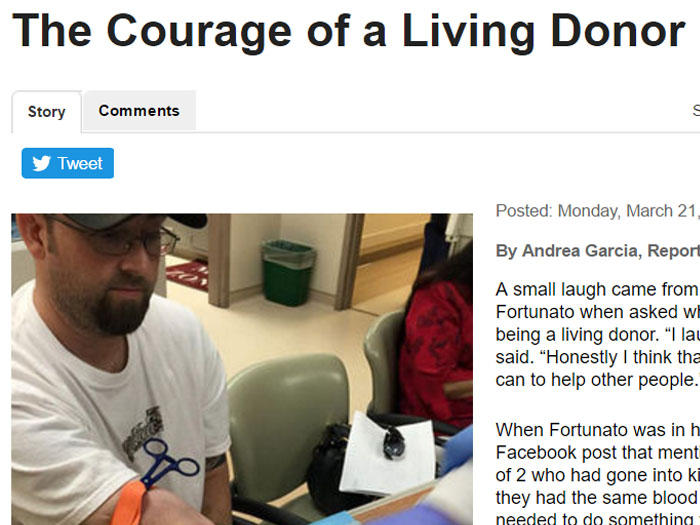 The Courage of a Living Donor
Story
Comments
Tweet
Posted: Monday, March 21,
By Andrea Garcia, Report
A small laugh came from
Fortunato when asked wh
being a living donor. “I lau
said. “Honestly I think tha
can to help other people.”
When Fortunato was in h
Facebook post that menti
of 2 who had gone into ki
they had the same blood
needed to do something